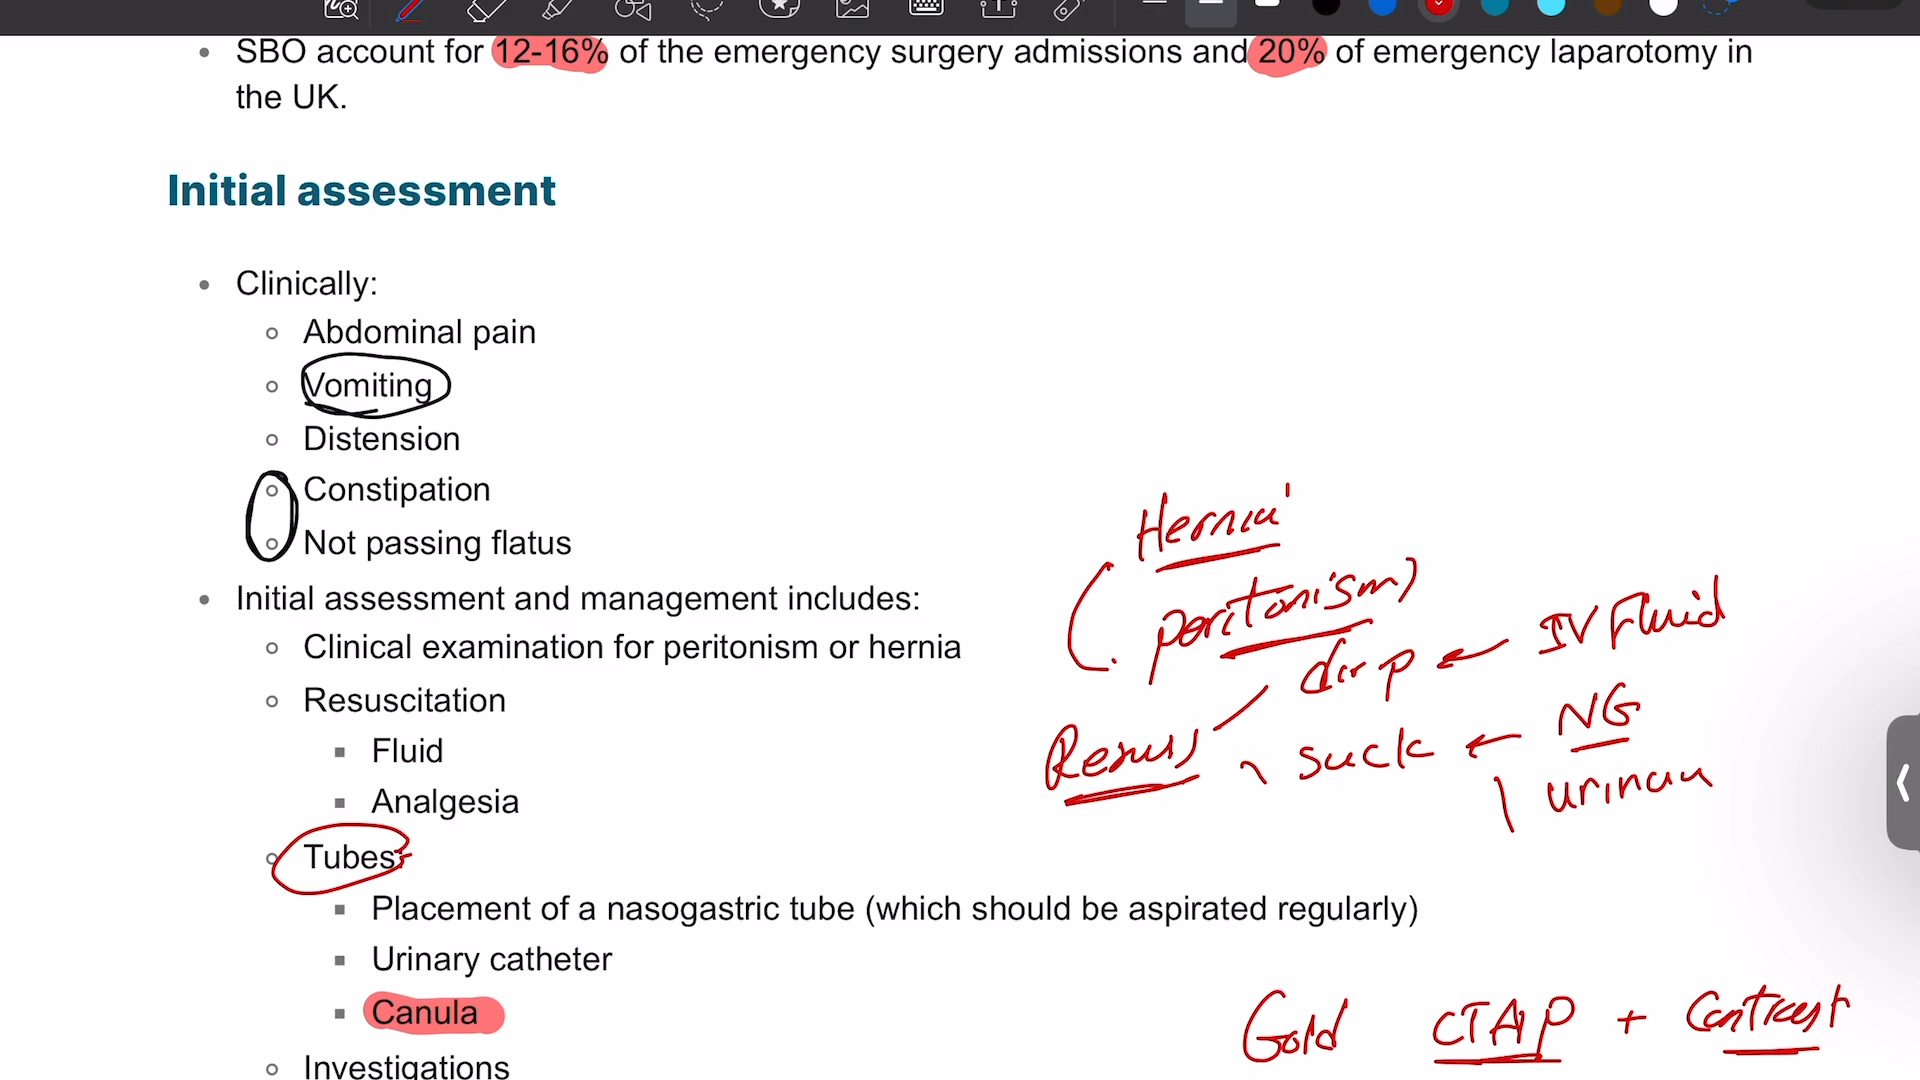 SBO account for 12-16% of the emergency surgery admissions and 20% of emergency laparotomy in
the UK.
Initial assessment
Clinically:
Abdominal pain
Vomiting
Distension
Constipation
Not passing flatus
Initial assessment and management includes:
Clinical examination for peritonism or hernia
Resuscitation
Fluid
Analgesia
Tubes:
Placement of a nasogastric tube (which should be aspirated regularly)
Urinary catheter
Canula
Investigations
Hernia
peritonism)
drip ← IV Fluid
Resus
suck ← NG
urinary
Gold CTAP + Contrast